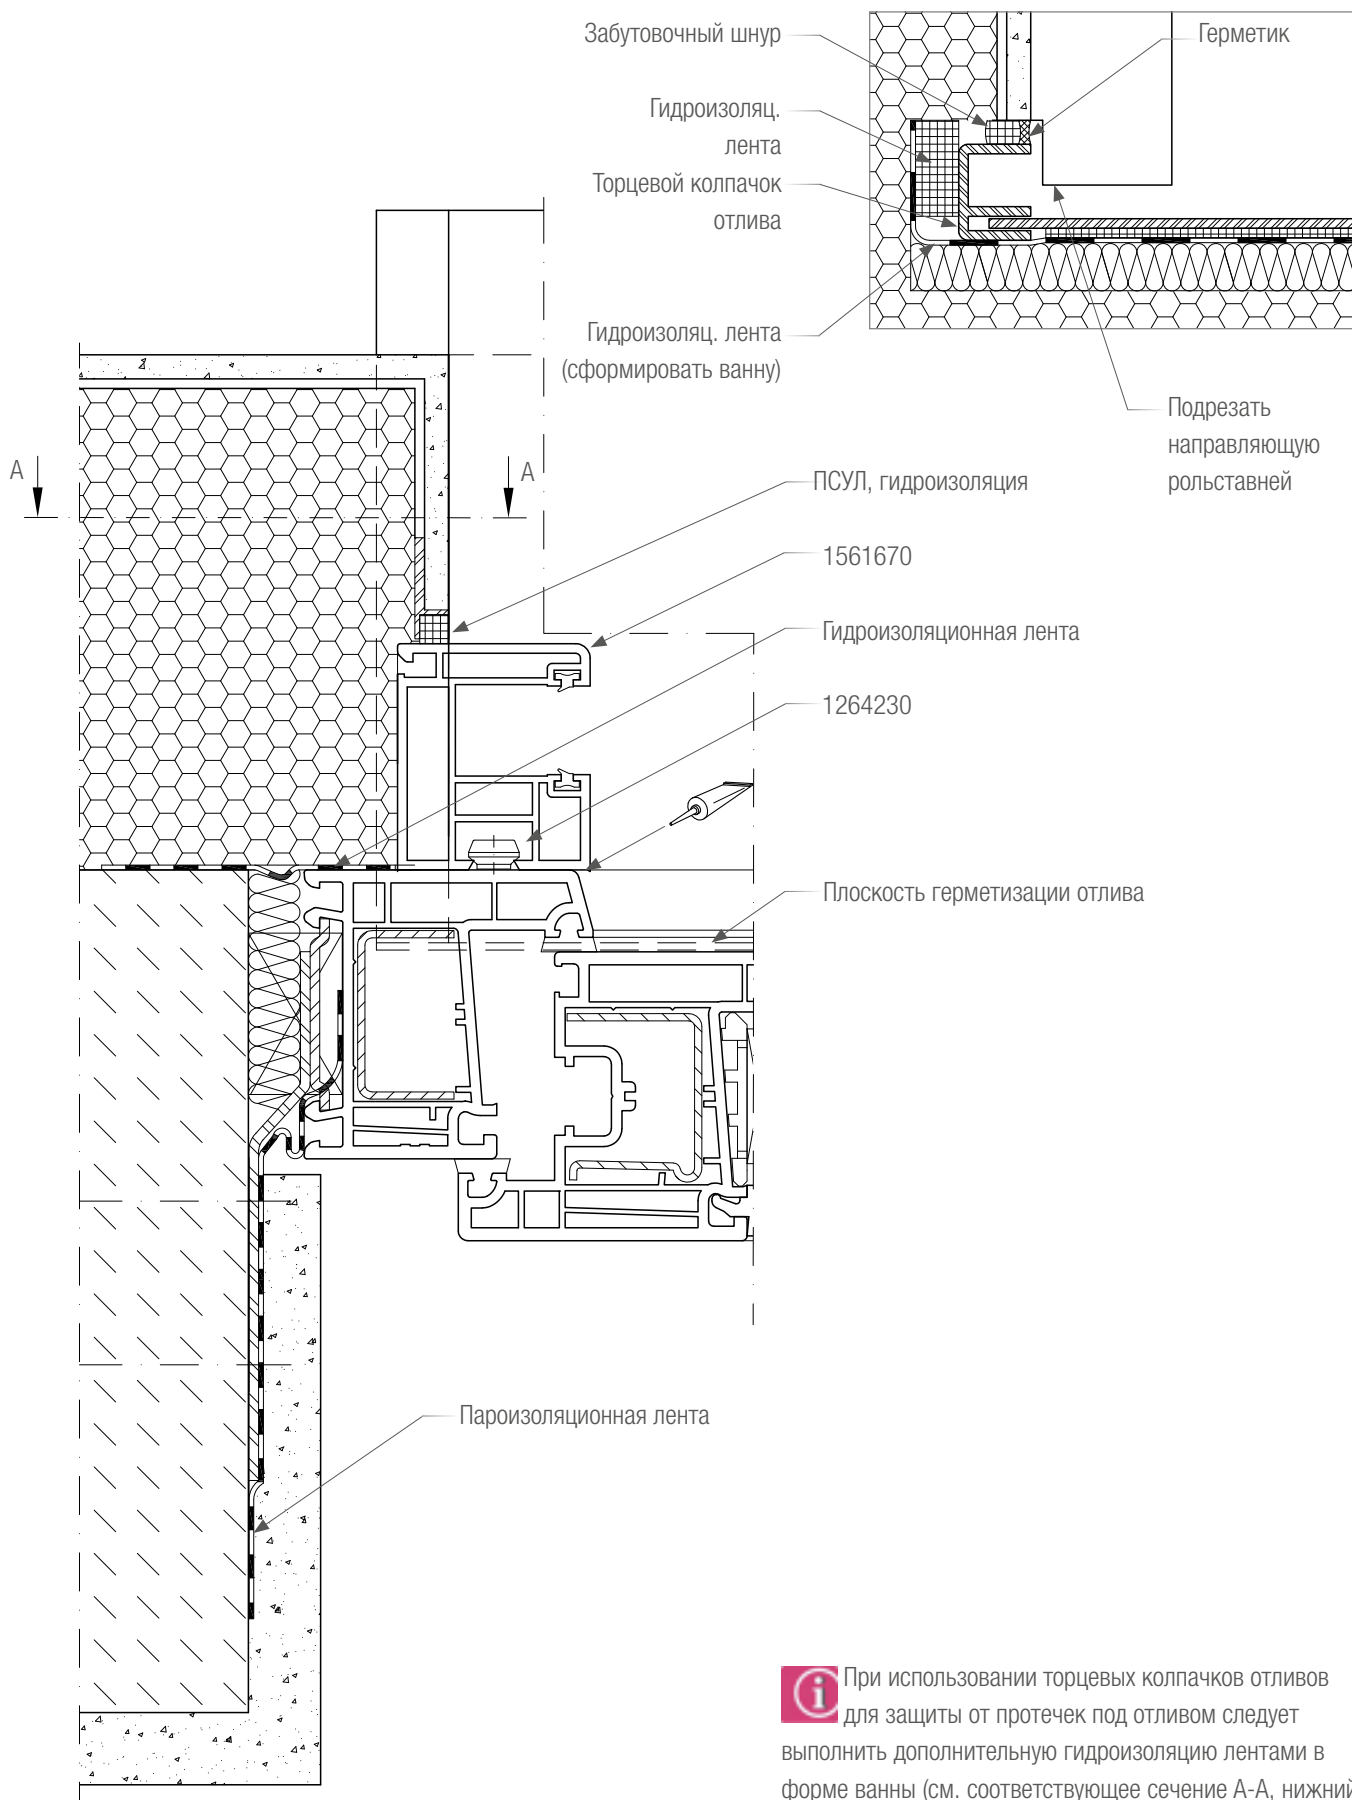 Забутовочный шнур
Герметик
Гидроизоляц.
лента
Торцевой колпачок
отлива
Гидроизоляц. лента
(сформировать ванну)
Подрезать
направляющую
рольставней
A
A
ПСУЛ, гидроизоляция
1561670
Гидроизоляционная лента
1264230
Плоскость герметизации отлива
Пароизоляционная лента
При использовании торцевых колпачков отливов
для защиты от протечек под отливом следует
выполнить дополнительную гидроизоляцию лентами в
форме ванны (см. соответствующее сечение А-А, нижний